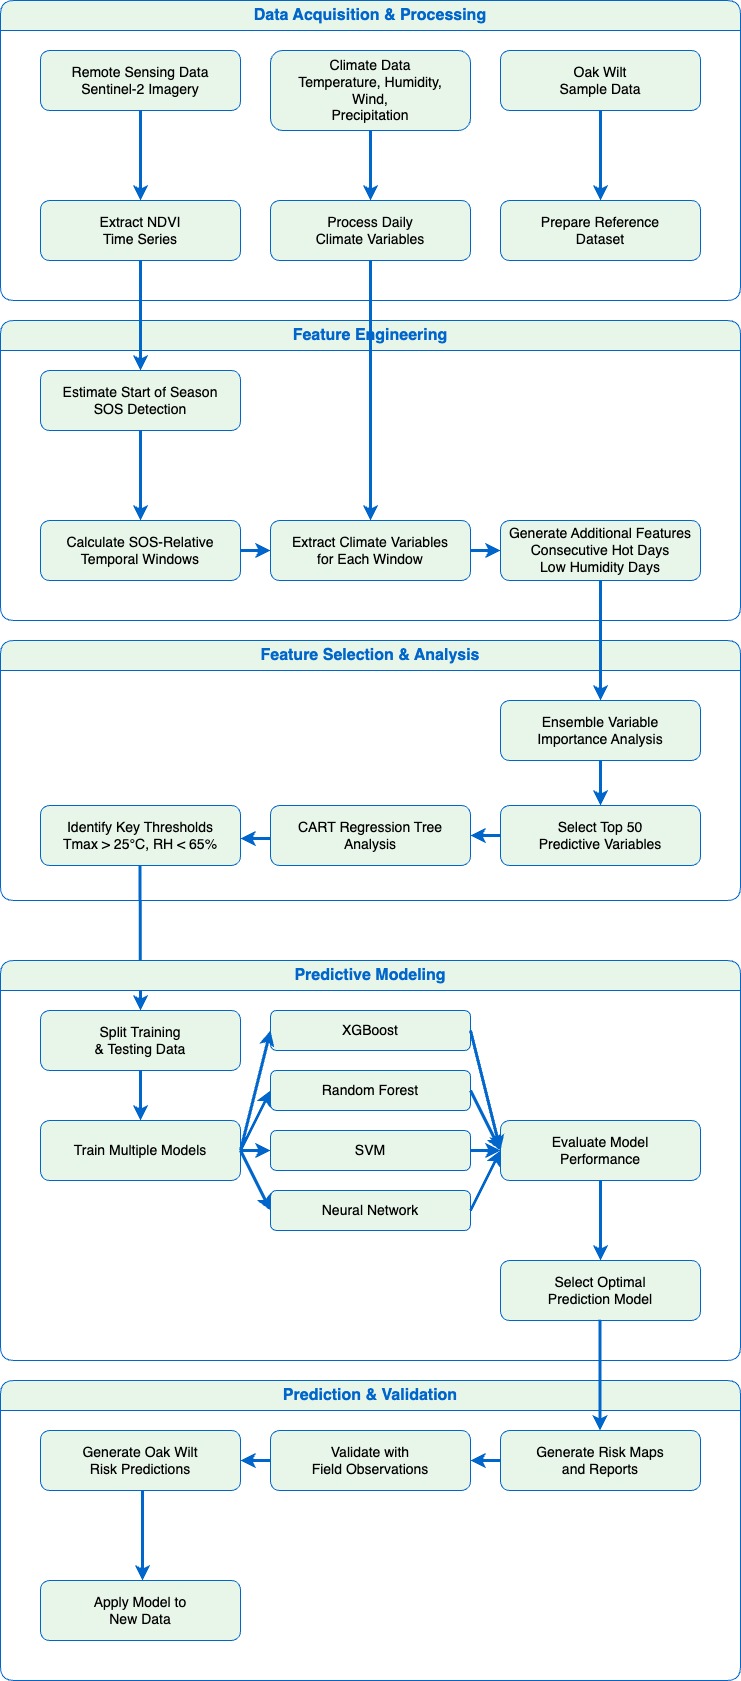 Data Acquisition & Processing
Remote Sensing Data
Sentinel-2 Imagery
Climate Data
Temperature, Humidity,
Wind,
Precipitation
Oak Wilt
Sample Data
Extract NDVI
Time Series
Process Daily
Climate Variables
Prepare Reference
Dataset
Feature Engineering
Estimate Start of Season
SOS Detection
Calculate SOS-Relative
Temporal Windows
Extract Climate Variables
for Each Window
Generate Additional Features
Consecutive Hot Days
Low Humidity Days
Feature Selection & Analysis
Ensemble Variable
Importance Analysis
Identify Key Thresholds
Tmax > 25°C, RH < 65%
CART Regression Tree
Analysis
Select Top 50
Predictive Variables
Predictive Modeling
Split Training
& Testing Data
XGBoost
Random Forest
Train Multiple Models
SVM
Neural Network
Evaluate Model
Performance
Select Optimal
Prediction Model
Prediction & Validation
Generate Oak Wilt
Risk Predictions
Validate with
Field Observations
Generate Risk Maps
and Reports
Apply Model to
New Data